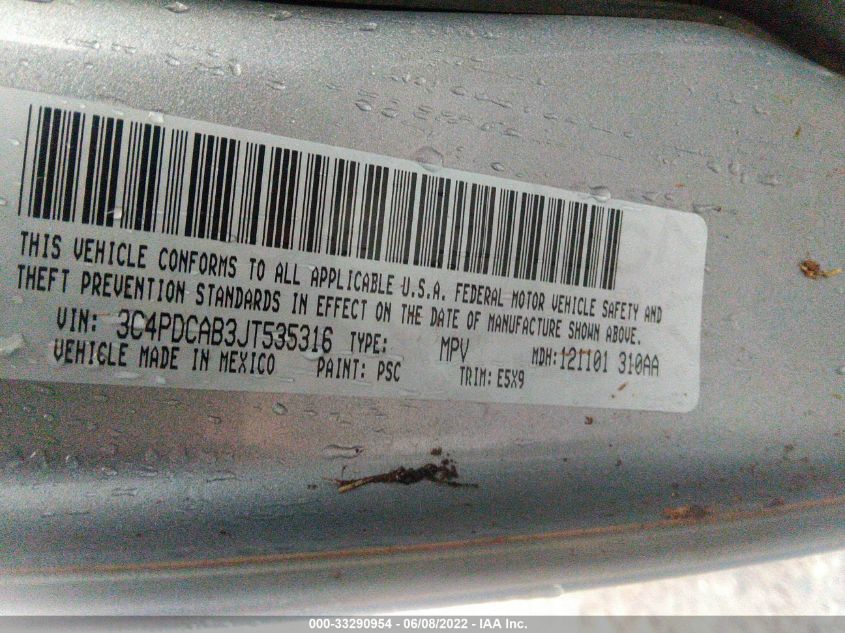 THIS VEHICLE CONFORMS TO ALL APPLICABLE U.S.A. FEDERAL MOTOR VEHICLE SAFETY AND
THEFT PREVENTION STANDARDS IN EFFECT ON THE DATE OF MANUFACTURE SHOWN ABOVE.
VIN: 3C4PDCAB3JT535316 TYPE: MPV MDH:121101 310AA
VEHICLE MADE IN MEXICO PAINT: PSC TRIM: E5X9
000-33290954 - 06/08/2022 - IAA Inc.